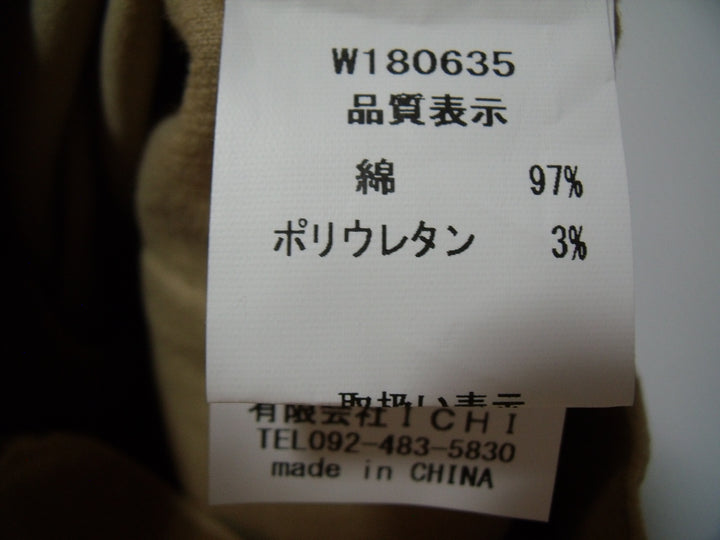 W180635
品質表示
綿 97%
ポリウレタン 3%
取扱い表示
有限会社ICHI
TEL092-483-5830
made in CHINA